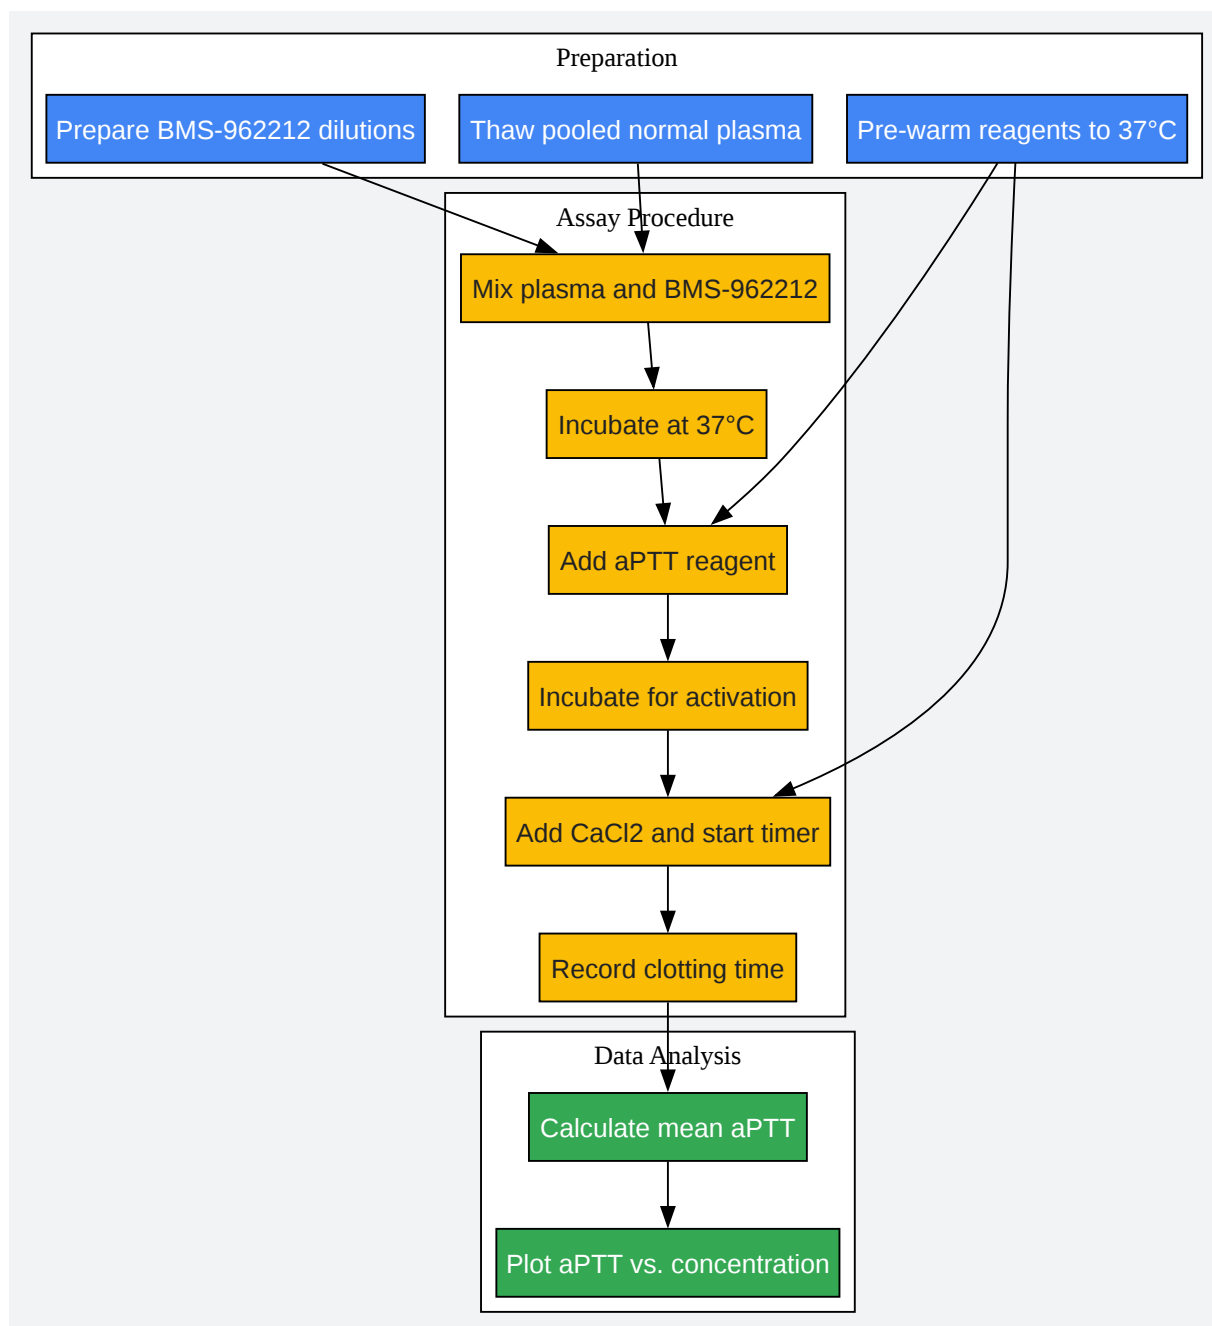 Preparation
Prepare BMS-962212 dilutions
Thaw pooled normal plasma
Pre-warm reagents to 37°C
Assay Procedure
Mix plasma and BMS-962212
Incubate at 37°C
Add aPTT reagent
Incubate for activation
Add CaCl2 and start timer
Record clotting time
Data Analysis
Calculate mean aPTT
Plot aPTT vs. concentration